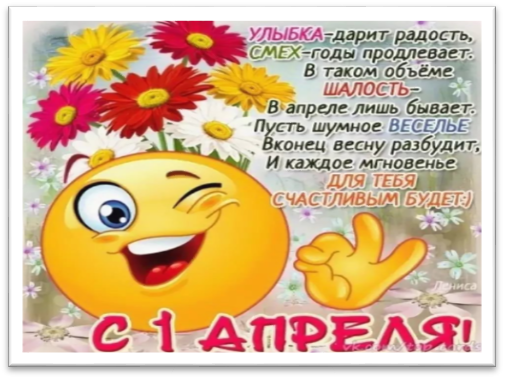 УЛЫБКА-дарит радость,
СМЕХ-годы продлевает.
В таком объёме
ШАЛОСТЬ-
В апреле лишь бывает.
Пусть шумное ВЕСЕЛЬЕ
Вконец весну разбудит,
И каждое мгновенье
ДЛЯ ТЕБЯ
СЧАСТЛИВЫМ БУДЕТ:)
Лениса
С 1 АПРЕЛЯ!